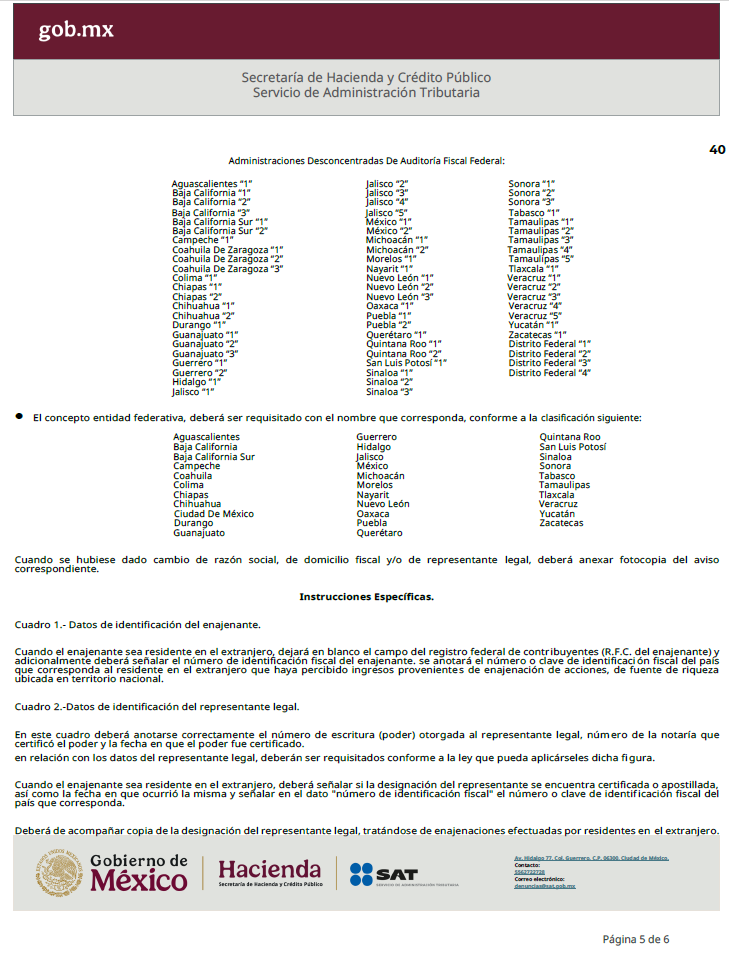 gob.mx
Secretaría de Hacienda y Crédito Público
Servicio de Administración Tributaria
40
Administraciones Desconcentradas De Auditoría Fiscal Federal:
Aguascalientes “1”
Baja California “1”
Baja California “2”
Baja California “3”
Baja California Sur “1”
Baja California Sur “2”
Campeche “1”
Coahuila De Zaragoza “1”
Coahuila De Zaragoza “2”
Coahuila De Zaragoza “3”
Colima “1”
Chiapas “1”
Chiapas “2”
Chihuahua “1”
Chihuahua “2”
Durango “1”
Guanajuato “1”
Guanajuato “2”
Guanajuato “3”
Guerrero “1”
Guerrero “2”
Hidalgo “1”
Jalisco “1”
Jalisco “2”
Jalisco “3”
Jalisco “4”
Jalisco “5”
México “1”
México “2”
Michoacán “1”
Michoacán “2”
Morelos “1”
Nayarit “1”
Nuevo León “1”
Nuevo León “2”
Nuevo León “3”
Oaxaca “1”
Puebla “1”
Puebla “2”
Querétaro “1”
Quintana Roo “1”
Quintana Roo “2”
San Luis Potosí “1”
Sinaloa “1”
Sinaloa “2”
Sinaloa “3”
Sonora “1”
Sonora “2”
Sonora “3”
Tabasco “1”
Tamaulipas “1”
Tamaulipas “2”
Tamaulipas “3”
Tamaulipas “4”
Tamaulipas “5”
Tlaxcala “1”
Veracruz “1”
Veracruz “2”
Veracruz “3”
Veracruz “4”
Veracruz “5”
Yucatán “1”
Zacatecas “1”
Distrito Federal “1”
Distrito Federal “2”
Distrito Federal “3”
Distrito Federal “4”
● El concepto entidad federativa, deberá ser requisitado con el nombre que corresponda, conforme a la clasificación siguiente:
Aguascalientes
Baja California
Baja California Sur
Campeche
Coahuila
Colima
Chiapas
Chihuahua
Ciudad De México
Durango
Guanajuato
Guerrero
Hidalgo
Jalisco
México
Michoacán
Morelos
Nayarit
Nuevo León
Oaxaca
Puebla
Querétaro
Quintana Roo
San Luis Potosí
Sinaloa
Sonora
Tabasco
Tamaulipas
Tlaxcala
Veracruz
Yucatán
Zacatecas
Cuando se hubiese dado cambio de razón social, de domicilio fiscal y/o de representante legal, deberá anexar fotocopia del aviso
correspondiente.
Instrucciones Específicas.
Cuadro 1.- Datos de identificación del enajenante.
Cuando el enajenante sea residente en el extranjero, dejará en blanco el campo del registro federal de contribuyentes (R.F.C. del enajenante) y
adicionalmente deberá señalar el número de identificación fiscal del enajenante. se anotará el número o clave de identificación fiscal del país
que corresponda al residente en el extranjero que haya percibido ingresos provenientes de enajenación de acciones, de fuente de riqueza
ubicada en territorio nacional.
Cuadro 2.-Datos de identificación del representante legal.
En este cuadro deberá anotarse correctamente el número de escritura (poder) otorgada al representante legal, número de la notaría que
certificó el poder y la fecha en que el poder fue certificado.
en relación con los datos del representante legal, deberán ser requisitados conforme a la ley que pueda aplicárseles dicha figura.
Cuando el enajenante sea residente en el extranjero, deberá señalar si la designación del representante se encuentra certificada o apostillada,
así como la fecha en que ocurrió la misma y señalar en el dato "número de identificación fiscal" el número o clave de identificación fiscal del
país que corresponda.
Deberá de acompañar copia de la designación del representante legal, tratándose de enajenaciones efectuadas por residentes en el extranjero.
Gobierno de
México
Hacienda
Secretaría de Hacienda y Crédito Público
SAT
SERVICIO DE ADMINISTRACIÓN TRIBUTARIA
Av. Hidalgo 77, Col. Guerrero, C.P. 06300, Ciudad de México.
Contacto:
5562722728
Correo electrónico:
denuncias@sat.gob.mx
Página 5 de 6